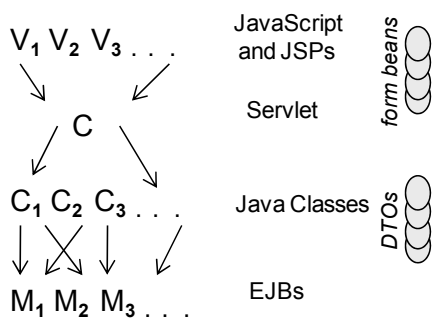 V1 V2 V3 . . .
JavaScript
and JSPs
form beans
C
Servlet
C1 C2 C3 . . .
Java Classes
DTOs
M1 M2 M3 . . .
EJBs